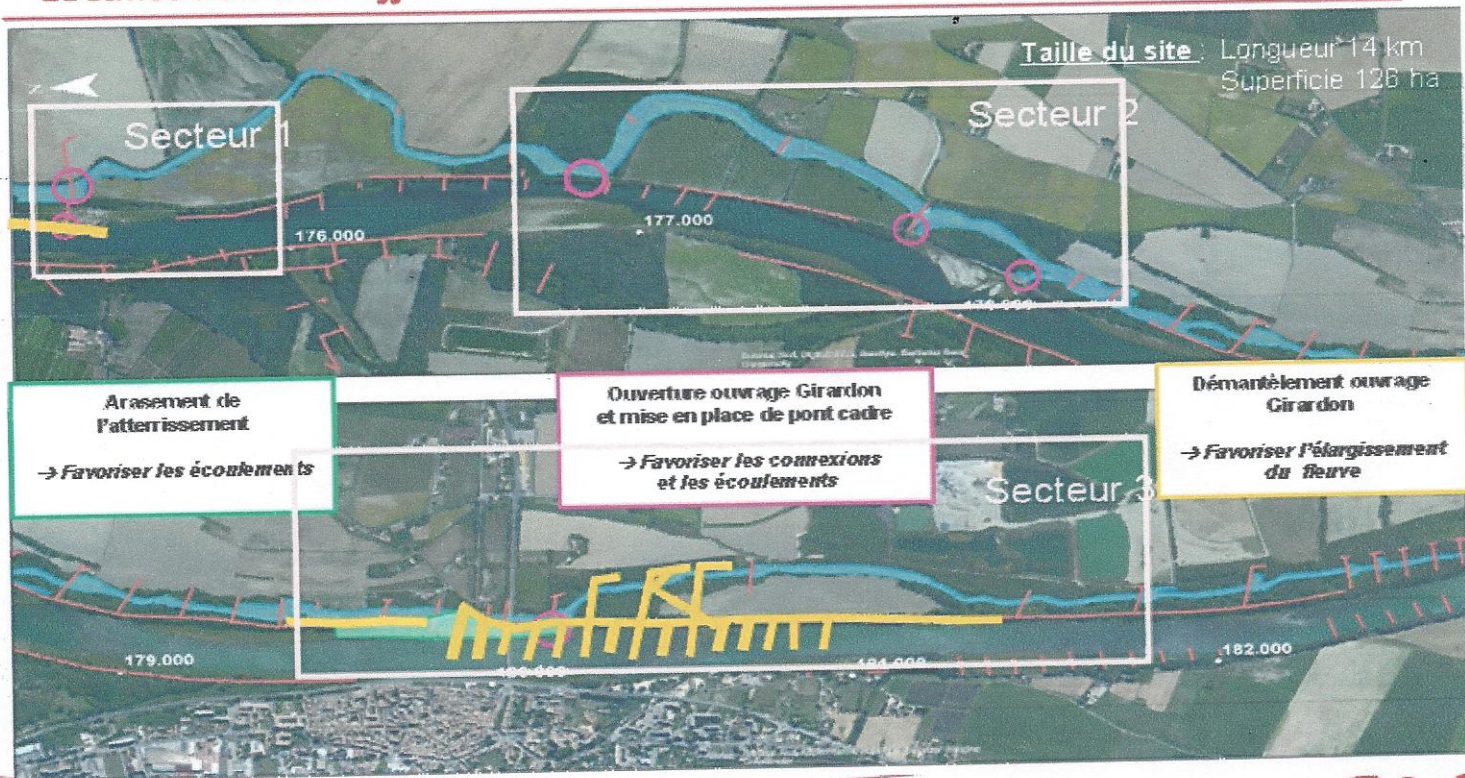 Taille du site : Longueur 14 km
Superficie 126 ha
Secteur 1
Secteur 2
176.000
177.000
Arasement de
l'atterrissement
→ Favoriser les écoulements
Ouverture ouvrage Girardon
et mise en place de pont cadre
→ Favoriser les connexions
et les écoulements
Démantèlement ouvrage
Girardon
→ Favoriser l'élargissement
du fleuve
Secteur 3
179.000
181.000
182.000